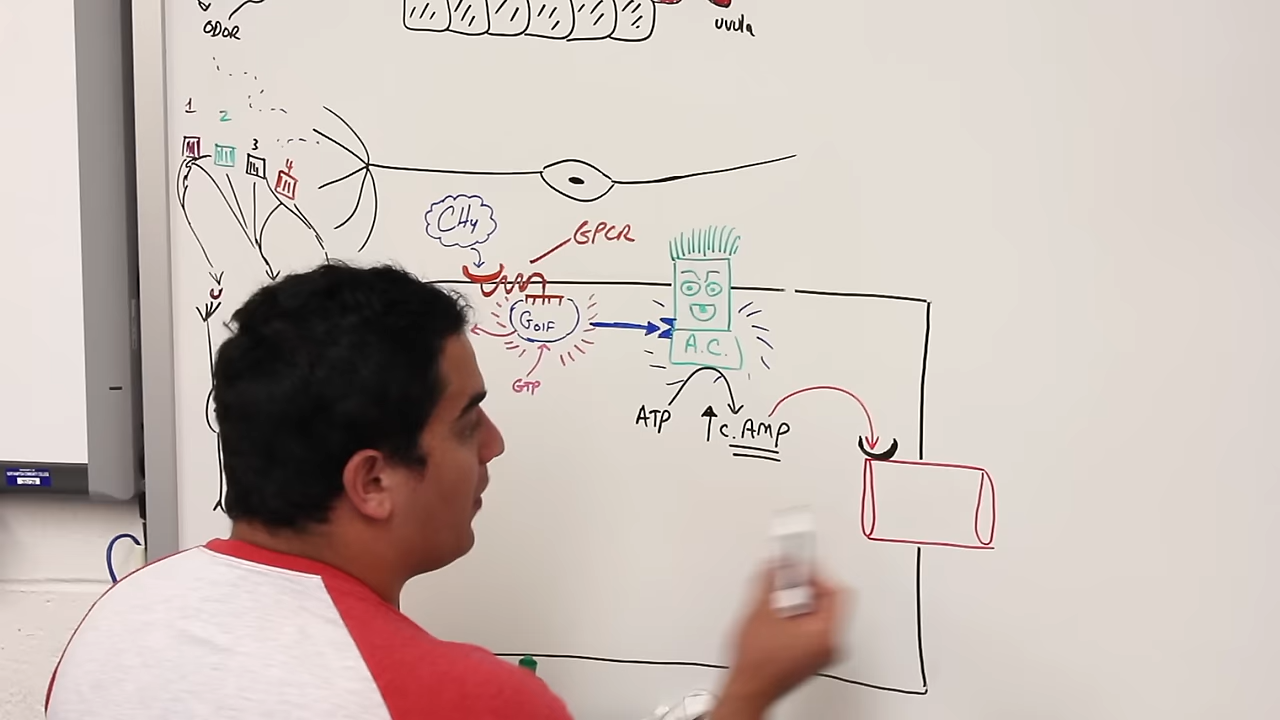 ODOR
uvula
1
2
3
4
CH4
GPCR
GOlF
GTP
A.C.
ATP
↑ c.AMP